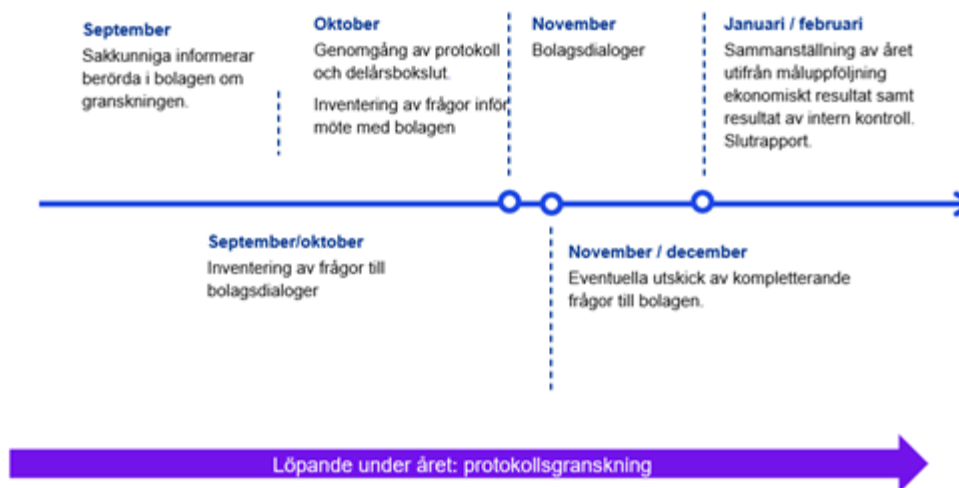 September
Sakkunniga informerar
berörda i bolagen om
granskningen.
Oktober
Genomgång av protokoll
och delårsbokslut.
Inventering av frågor inför
möte med bolagen
November
Bolagsdialoger
Januari / februari
Sammanställning av året
utifrån måluppföljning
ekonomiskt resultat samt
resultat av intern kontroll.
Slutrapport.
September/oktober
Inventering av frågor till
bolagsdialoger
November / december
Eventuella utskick av kompletterande
frågor till bolagen.
Löpande under året: protokollsgranskning